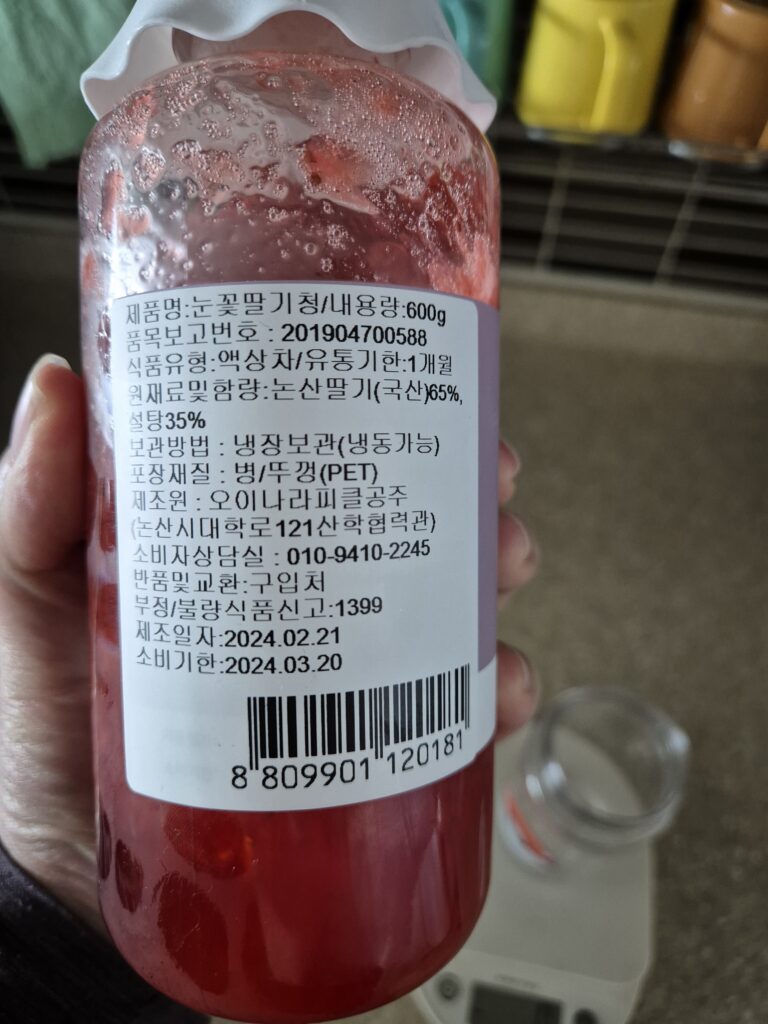 제품명:눈꽃딸기청/내용량:600g
품목보고번호 : 201904700588
식품유형:액상차/유통기한:1개월
원재료및함량:논산딸기(국산)65%,
설탕35%
보관방법 : 냉장보관(냉동가능)
포장재질 : 병/뚜껑(PET)
제조원 : 오이나라피클공주
(논산시대학로121산학협력관)
소비자상담실 : 010-9410-2245
반품및교환:구입처
부정/불량식품신고:1399
제조일자:2024.02.21
소비기한:2024.03.20
8 809901 120181